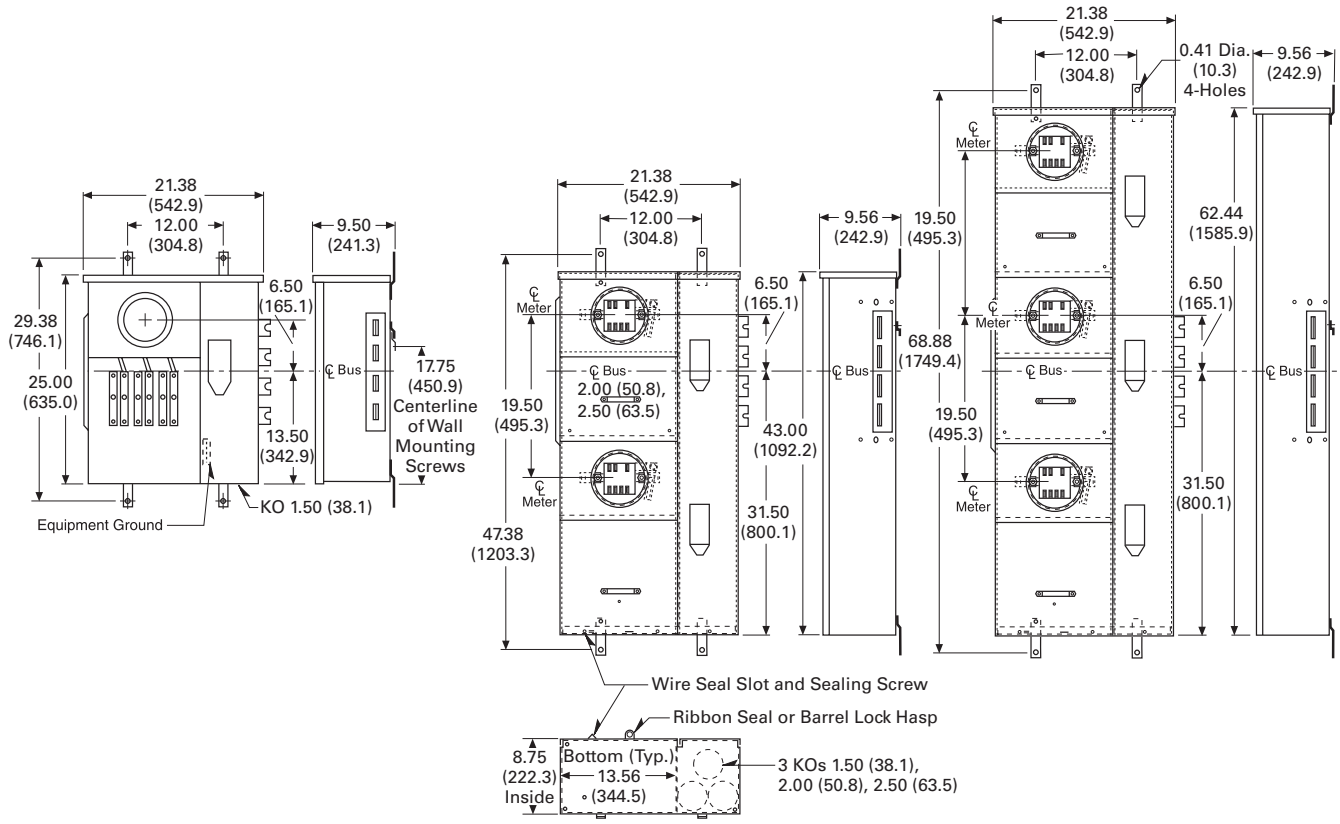 21.38
(542.9)
12.00
(304.8)
9.50
(241.3)
6.50
(165.1)
29.38
(746.1)
25.00
(635.0)
℄ Bus
17.75
(450.9)
Centerline
of Wall
Mounting
Screws
13.50
(342.9)
KO 1.50 (38.1)
Equipment Ground
21.38
(542.9)
12.00
(304.8)
9.56
(242.9)
℄
Meter
6.50
(165.1)
℄ Bus
2.00 (50.8),
2.50 (63.5)
℄ Bus
19.50
(495.3)
43.00
(1092.2)
℄
Meter
47.38
(1203.3)
31.50
(800.1)
21.38
(542.9)
12.00
(304.8)
0.41 Dia.
(10.3)
4-Holes
9.56
(242.9)
℄
Meter
19.50
(495.3)
62.44
(1585.9)
℄
Meter
6.50
(165.1)
68.88
(1749.4)
℄ Bus
℄ Bus
19.50
(495.3)
℄
Meter
31.50
(800.1)
Wire Seal Slot and Sealing Screw
Ribbon Seal or Barrel Lock Hasp
8.75
(222.3)
Inside
Bottom (Typ.)
13.56
(344.5)
3 KOs 1.50 (38.1),
2.00 (50.8), 2.50 (63.5)